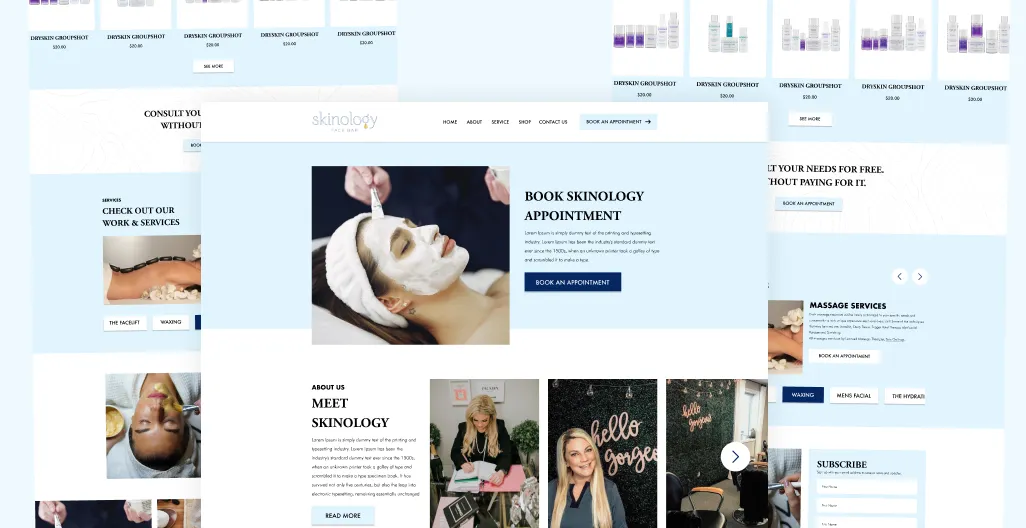 DRYSKIN GROUPSHOT
$20.00
DRYSKIN GROUPSHOT
$20.00
DRYSKIN GROUPSHOT
$20.00
DRYSKIN GROUPSHOT
$20.00
DRYSKIN GROUPSHOT
$20.00
SEE MORE
CONSULT YOU
WITHOUT
BOOK
SERVICES
CHECK OUT OUR
WORK & SERVICES
THE FACELIFT
WAXING
skinology
FACE BAR
HOME
ABOUT
SERVICE
SHOP
CONTACT US
BOOK AN APPOINTMENT
BOOK SKINOLOGY
APPOINTMENT
Lorem Ipsum is simply dummy text of the printing and typesetting
industry. Lorem Ipsum has been the industry's standard dummy text
ever since the 1500s, when an unknown printer took a galley of type
and scrambled it to make a type
BOOK AN APPOINTMENT
ABOUT US
MEET
SKINOLOGY
Lorem Ipsum is simply dummy text of the printing and
typesetting industry. Lorem Ipsum has been the
industry's standard dummy text ever since the 1500s,
when an unknown printer took a galley of type and
scrambled it to make a type specimen book. It has
survived not only five centuries, but also the leap into
electronic typesetting, remaining essentially unchanged.
READ MORE
hello
gorgeo
hello
gorgeous
DRYSKIN GROUPSHOT
$20.00
DRYSKIN GROUPSHOT
$20.00
DRYSKIN GROUPSHOT
$20.00
DRYSKIN GROUPSHOT
$20.00
DRYSKIN GROUPSHOT
$20.00
SEE MORE
LT YOUR NEEDS FOR FREE.
THOUT PAYING FOR IT.
BOOK AN APPOINTMENT
MASSAGE SERVICES
BOOK AN APPOINTMENT
WAXING
MENS FACIAL
THE HYDRATI
SUBSCRIBE
First Name
First Name
First Name